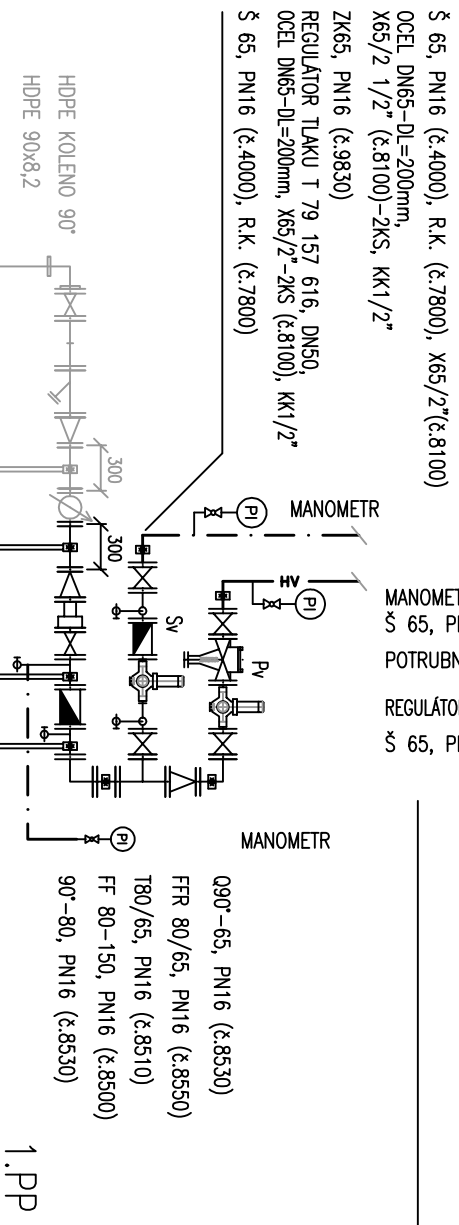 Š 65, PN16 (č.4000), R.K. (č.7800), X65/2"(č.8100)
OCEL DN65-DL=200mm,
X65/2 1/2" (č.8100)-2KS, KK1/2"
ZK65, PN16 (č.9830)
REGULÁTOR TLAKU T 79 157 616, DN50,
OCEL DN65-DL=200mm, X65/2"-2KS (č.8100), KK1/2"
Š 65, PN16 (č.4000), R.K. (č.7800)
HDPE KOLENO 90°
HDPE 90x8,2
300
300
MANOMETR
PI
PI
HV
MANOMET
Š 65, P
POTRUBN
REGULÁTO
Š 65, P
Sv
Pv
MANOMETR
PI
Q90°-65, PN16 (č.8530)
FFR 80/65, PN16 (č.8550)
T80/65, PN16 (č.8510)
FF 80-150, PN16 (č.8500)
90°-80, PN16 (č.8530)
1.PP